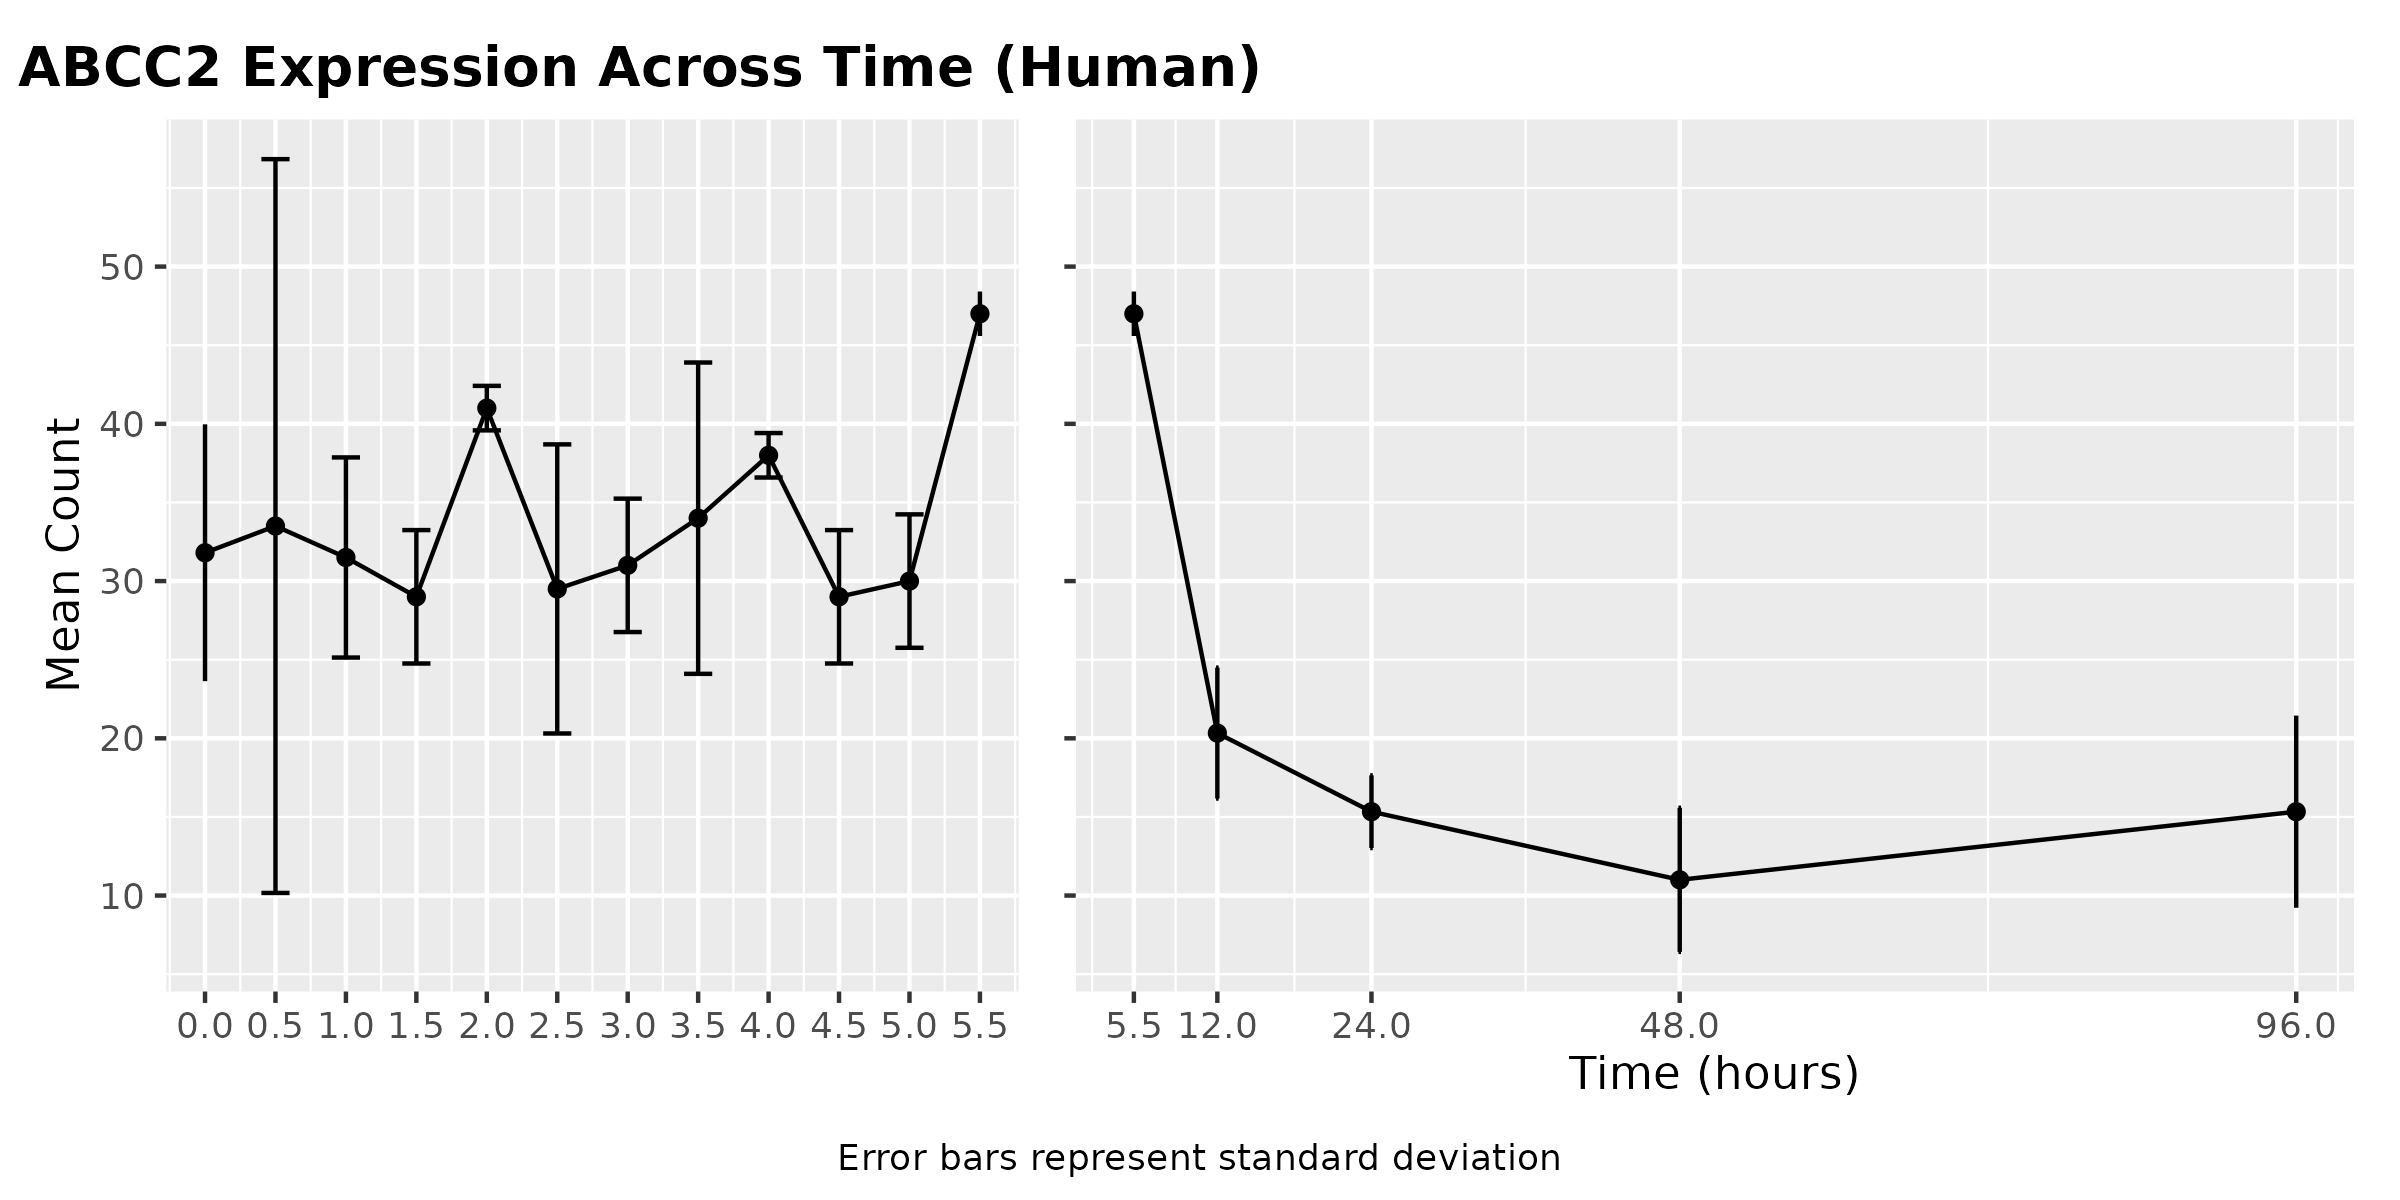 ABCC2 Expression Across Time (Human)
Mean Count
50
40
30
20
10
0.0 0.5 1.0 1.5 2.0 2.5 3.0 3.5 4.0 4.5 5.0 5.5
5.5 12.0 24.0 48.0 96.0
Time (hours)
Error bars represent standard deviation